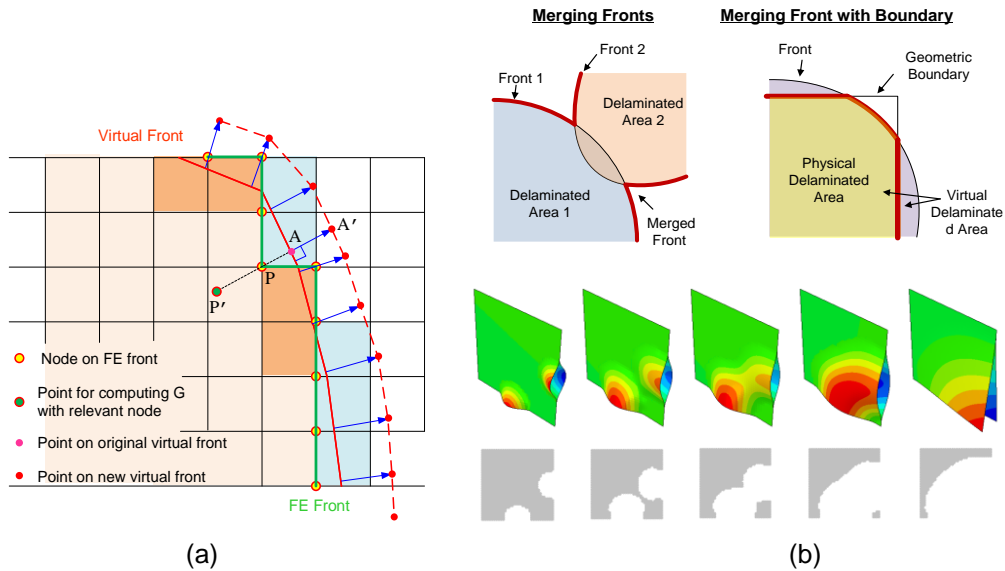 Virtual Front
A
A′
P
P′
Node on FE front
Point for computing G
with relevant node
Point on original virtual front
Point on new virtual front
FE Front
(a)
Merging Fronts
Front 2
Front 1
Delaminated
Area 2
Delaminated
Area 1
Merged
Front
Merging Front with Boundary
Front
Geometric
Boundary
Physical
Delaminated
Area
Virtual
Delaminate
d Area
(b)